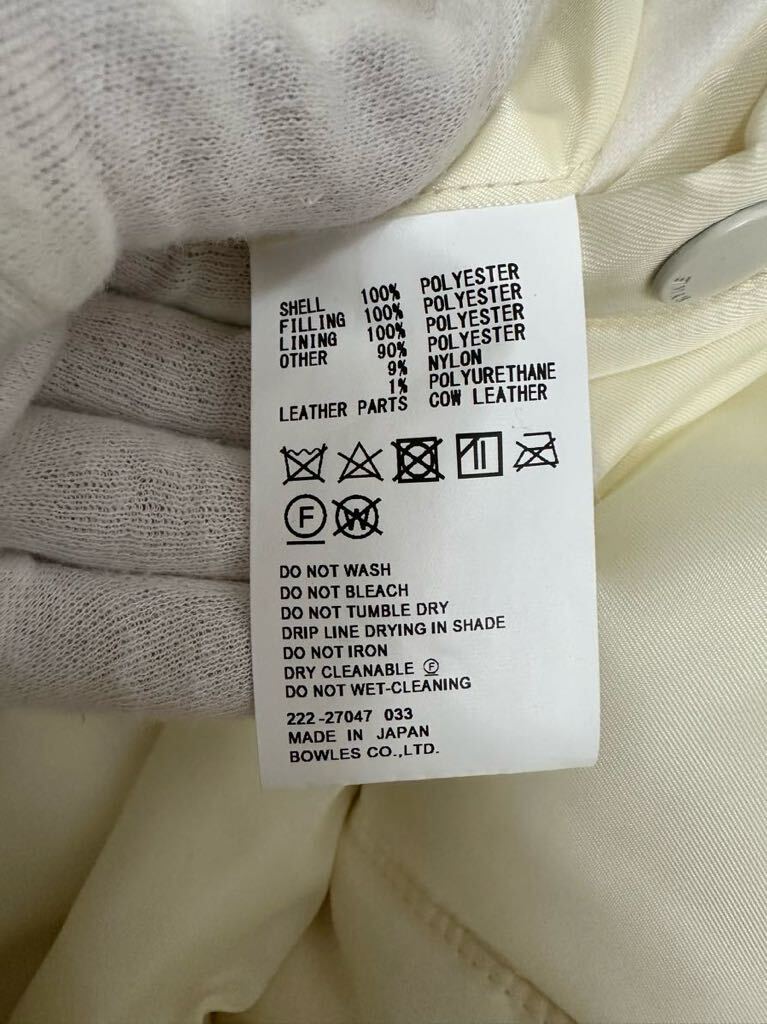 SHELL 100% POLYESTER
FILLING 100% POLYESTER
LINING 100% POLYESTER
OTHER 90% POLYESTER
9% NYLON
1% POLYURETHANE
LEATHER PARTS COW LEATHER
F W
DO NOT WASH
DO NOT BLEACH
DO NOT TUMBLE DRY
DRIP LINE DRYING IN SHADE
DO NOT IRON
DRY CLEANABLE Ⓕ
DO NOT WET-CLEANING
222-27047 033
MADE IN JAPAN
BOWLES CO.,LTD.